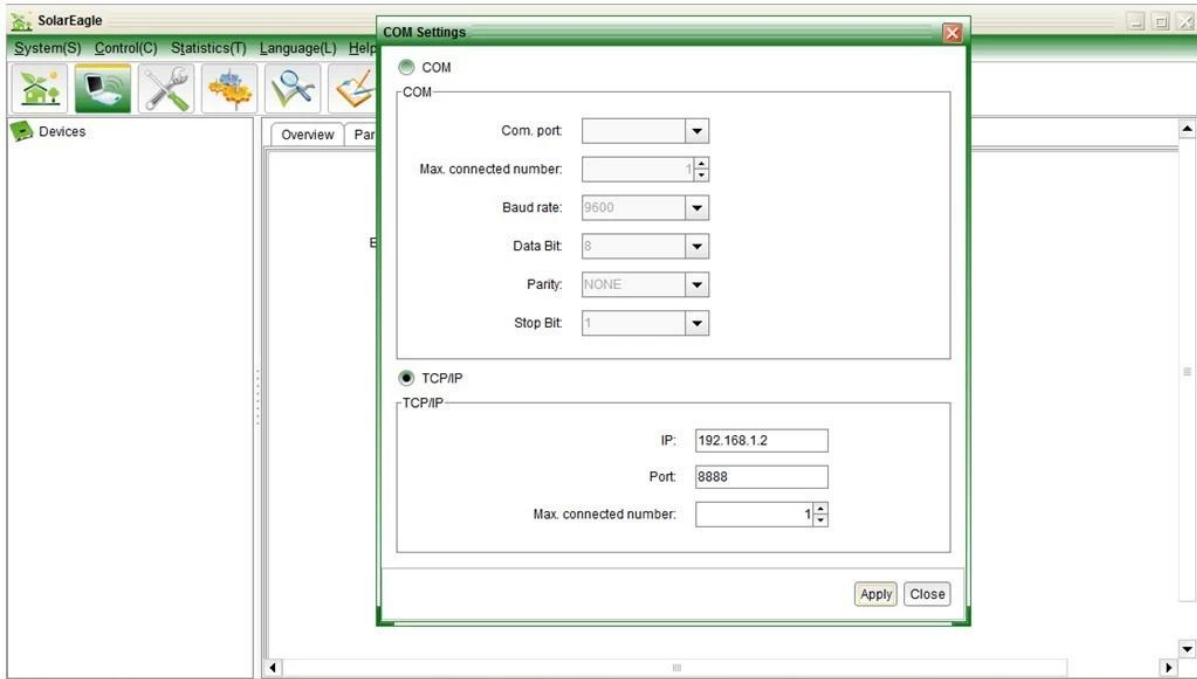 SolarEagle
System(S) Control(C) Statistics(T) Language(L) Help
COM Settings
Devices
Overview Par
COM
COM
Com. port:
Max. connected number: 1
Baud rate: 9600
Data Bit: 8
Parity: NONE
Stop Bit: 1
TCP/IP
TCP/IP
IP: 192.168.1.2
Port: 8888
Max. connected number: 1
Apply Close